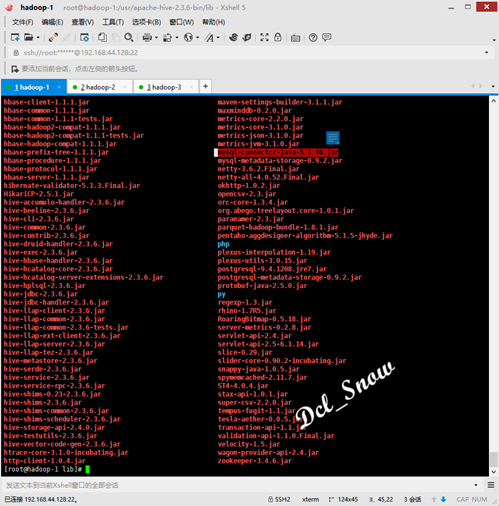 hadoop-1 root@hadoop-1:/usr/apache-hive-2.3.6-bin/lib - Xshell 5
文件(F) 编辑(E) 查看(V) 工具(T) 选项卡(B) 窗口(W) 帮助(H)
ssh://root:******@192.168.44.128:22
要添加当前会话，点击左侧的箭头按钮。
1 hadoop-1 2 hadoop-2 3 hadoop-3 +
hbase-client-1.1.1.jar
hbase-common-1.1.1.jar
hbase-common-1.1.1-tests.jar
hbase-hadoop2-compat-1.1.1.jar
hbase-hadoop2-compat-1.1.1-tests.jar
hbase-hadoop-compat-1.1.1.jar
hbase-prefix-tree-1.1.1.jar
hbase-procedure-1.1.1.jar
hbase-protocol-1.1.1.jar
hbase-server-1.1.1.jar
hibernate-validator-5.1.3.Final.jar
HikariCP-2.5.1.jar
hive-accumulo-handler-2.3.6.jar
hive-beeline-2.3.6.jar
hive-cli-2.3.6.jar
hive-common-2.3.6.jar
hive-contrib-2.3.6.jar
hive-druid-handler-2.3.6.jar
hive-exec-2.3.6.jar
hive-hbase-handler-2.3.6.jar
hive-hcatalog-core-2.3.6.jar
hive-hcatalog-server-extensions-2.3.6.jar
hive-hplsql-2.3.6.jar
hive-jdbc-2.3.6.jar
hive-jdbc-handler-2.3.6.jar
hive-llap-client-2.3.6.jar
hive-llap-common-2.3.6.jar
hive-llap-common-2.3.6-tests.jar
hive-llap-ext-client-2.3.6.jar
hive-llap-server-2.3.6.jar
hive-llap-tez-2.3.6.jar
hive-metastore-2.3.6.jar
hive-serde-2.3.6.jar
hive-service-2.3.6.jar
hive-service-rpc-2.3.6.jar
hive-shims-0.23-2.3.6.jar
hive-shims-2.3.6.jar
hive-shims-common-2.3.6.jar
hive-shims-scheduler-2.3.6.jar
hive-storage-api-2.4.0.jar
hive-testutils-2.3.6.jar
hive-vector-code-gen-2.3.6.jar
htrace-core-3.1.0-incubating.jar
http-client-1.0.4.jar
[root@hadoop-1 lib]#
maven-settings-builder-3.1.1.jar
maxminddb-0.2.0.jar
metrics-core-2.2.0.jar
metrics-core-3.1.0.jar
metrics-json-3.1.0.jar
metrics-jvm-3.1.0.jar
mysql-connector-java-5.1.46.jar
mysql-metadata-storage-0.9.2.jar
netty-3.6.2.Final.jar
netty-all-4.0.52.Final.jar
okhttp-1.0.2.jar
opencsv-2.3.jar
orc-core-1.3.4.jar
org.abego.treelayout.core-1.0.1.jar
paranamer-2.3.jar
parquet-hadoop-bundle-1.8.1.jar
pentaho-aggdesigner-algorithm-5.1.5-jhyde.jar
php
plexus-interpolation-1.19.jar
plexus-utils-3.0.15.jar
postgresql-9.4.1208.jre7.jar
postgresql-metadata-storage-0.9.2.jar
protobuf-java-2.5.0.jar
py
regexp-1.3.jar
rhino-1.7R5.jar
RoaringBitmap-0.5.18.jar
server-metrics-0.2.8.jar
servlet-api-2.4.jar
servlet-api-2.5-6.1.14.jar
slice-0.29.jar
slider-core-0.90.2-incubating.jar
snappy-java-1.0.5.jar
spymemcached-2.11.7.jar
ST4-4.0.4.jar
stax-api-1.0.1.jar
super-csv-2.2.0.jar
tempus-fugit-1.1.jar
tesla-aether-0.0.5.jar
transaction-api-1.1.jar
validation-api-1.1.0.Final.jar
velocity-1.5.jar
wagon-provider-api-2.4.jar
zookeeper-3.4.6.jar
Dcl_Snow
发送文本到当前Xshell窗口的全部会话
已连接 192.168.44.128:22。 SSH2 xterm 124x45 45,22 3 会话 CAP NUM